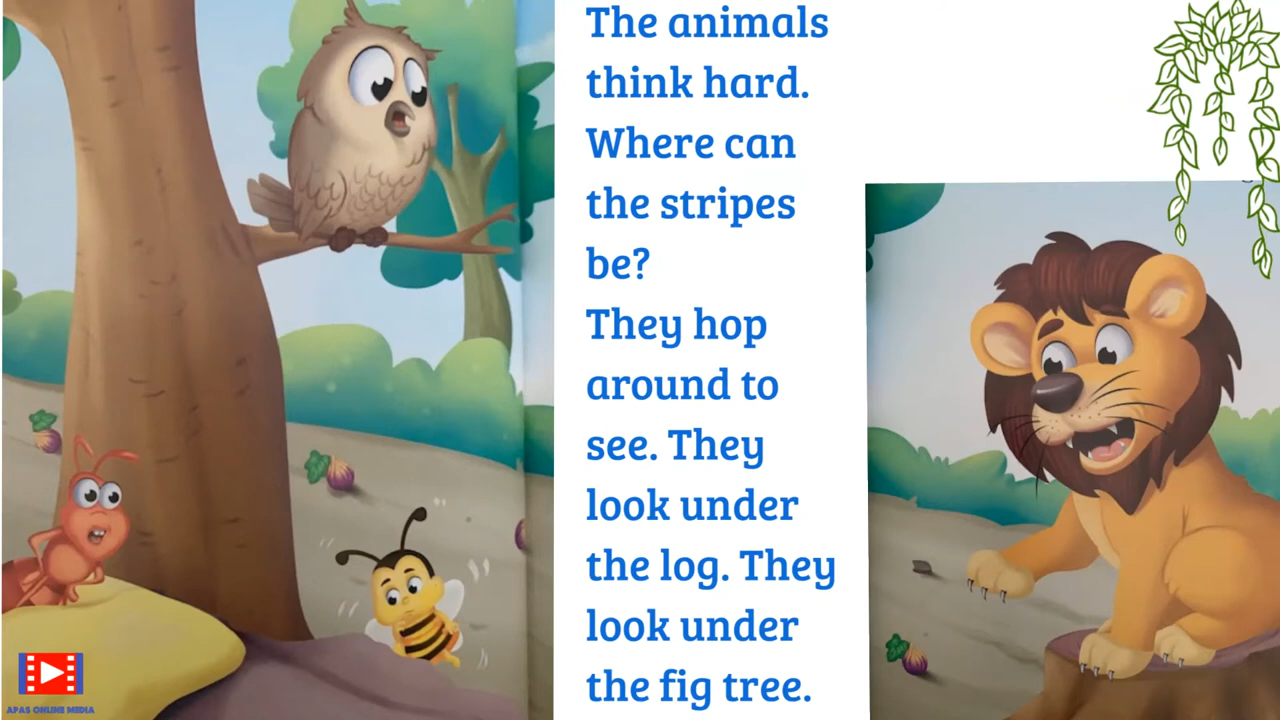 The animals
think hard.
Where can
the stripes
be?
They hop
around to
see. They
look under
the log. They
look under
the fig tree.
APAS ONLINE MEDIA